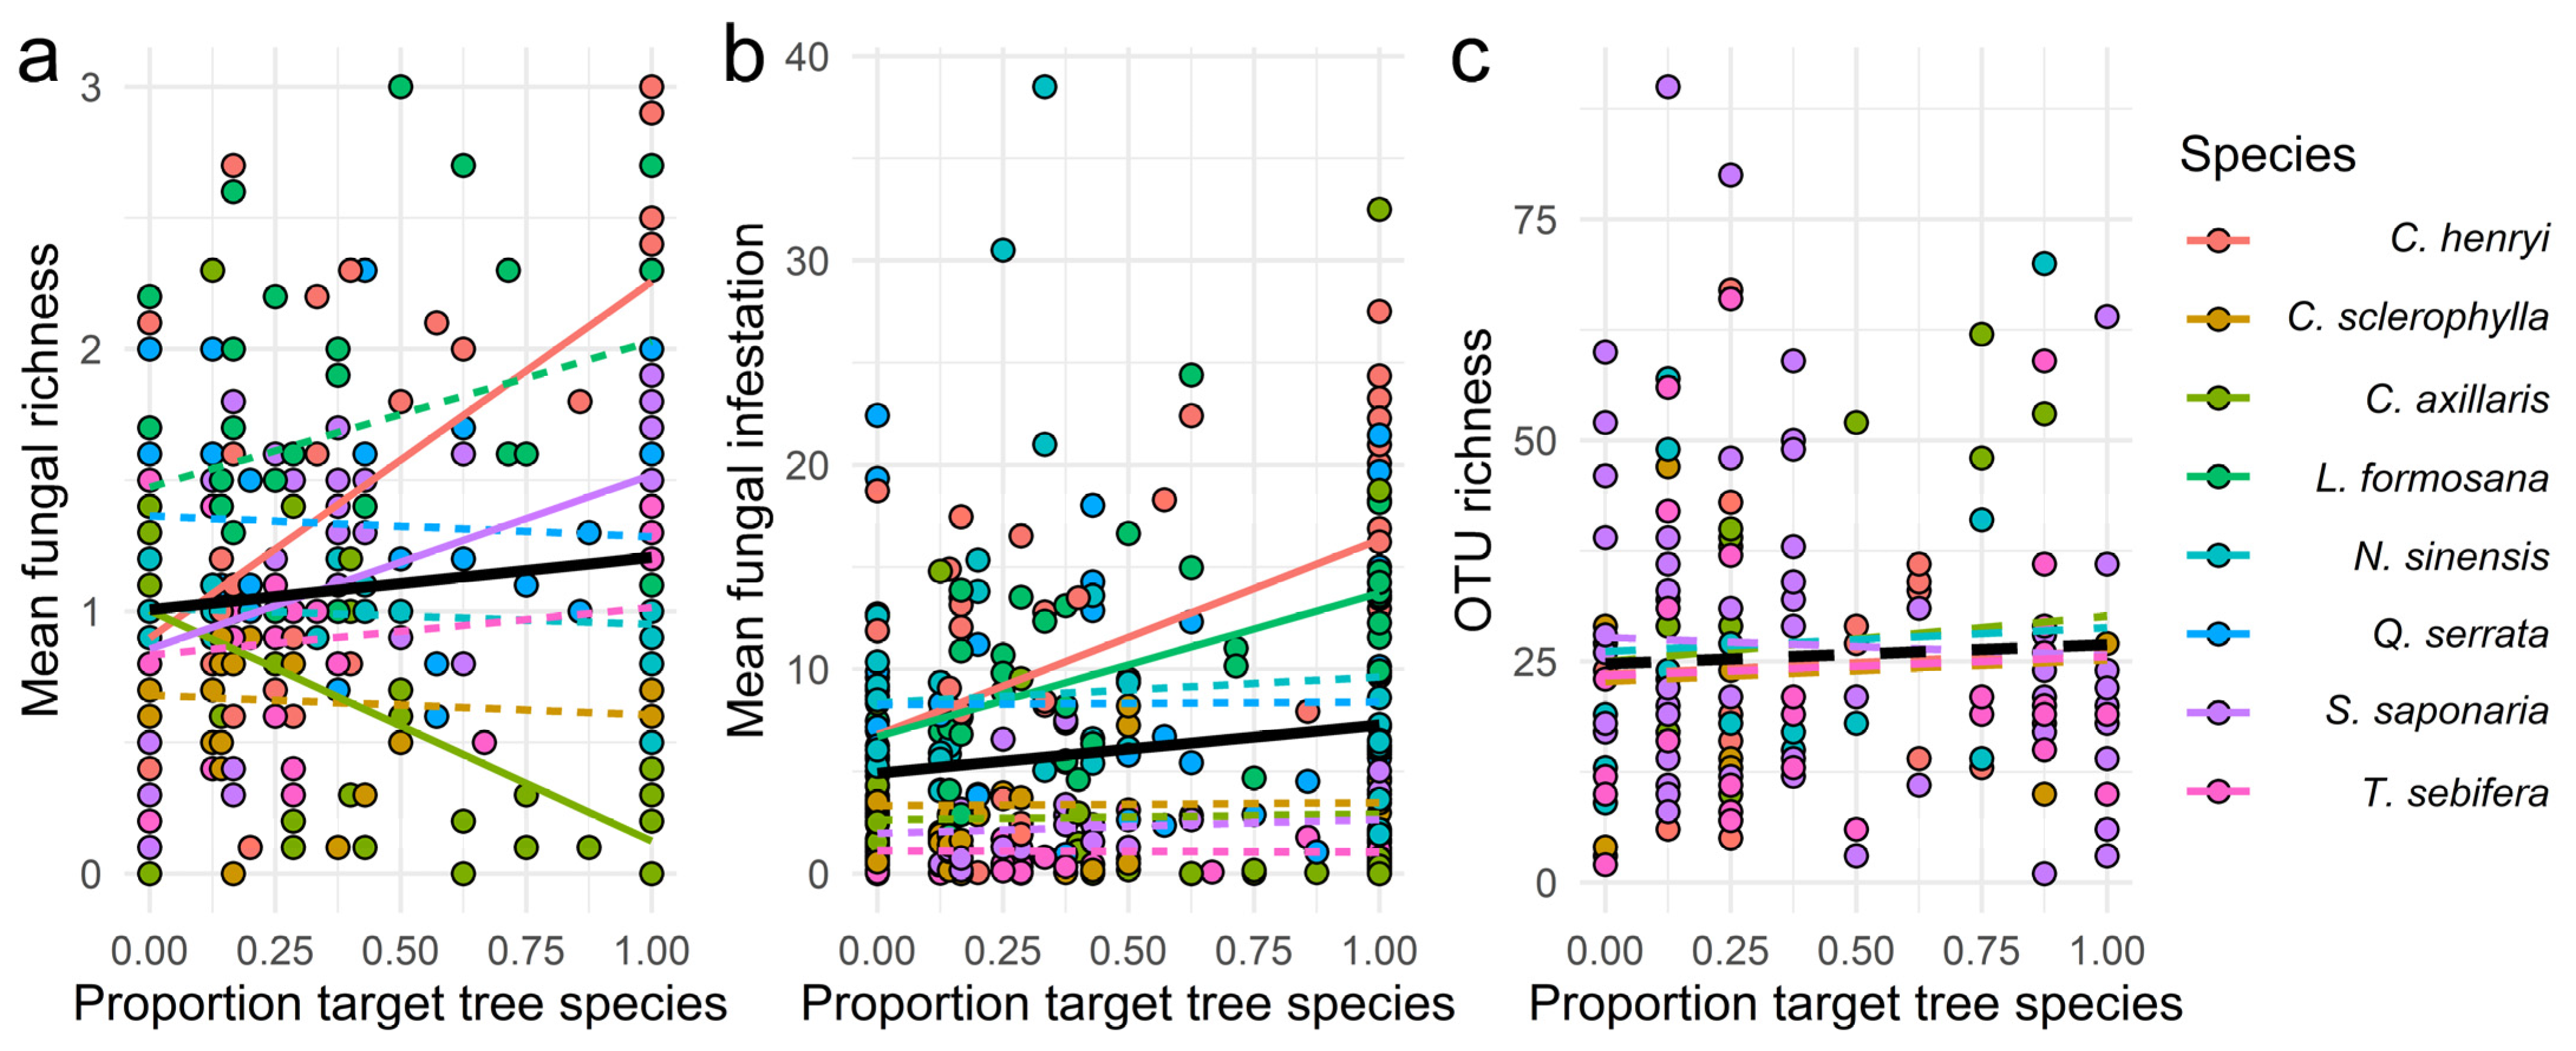 a
Mean fungal richness
3
2
1
0
0.00 0.25 0.50 0.75 1.00
Proportion target tree species
b
Mean fungal infestation
40
30
20
10
0
0.00 0.25 0.50 0.75 1.00
Proportion target tree species
c
OTU richness
75
50
25
0
0.00 0.25 0.50 0.75 1.00
Proportion target tree species
Species
C. henryi
C. sclerophylla
C. axillaris
L. formosana
N. sinensis
Q. serrata
S. saponaria
T. sebifera